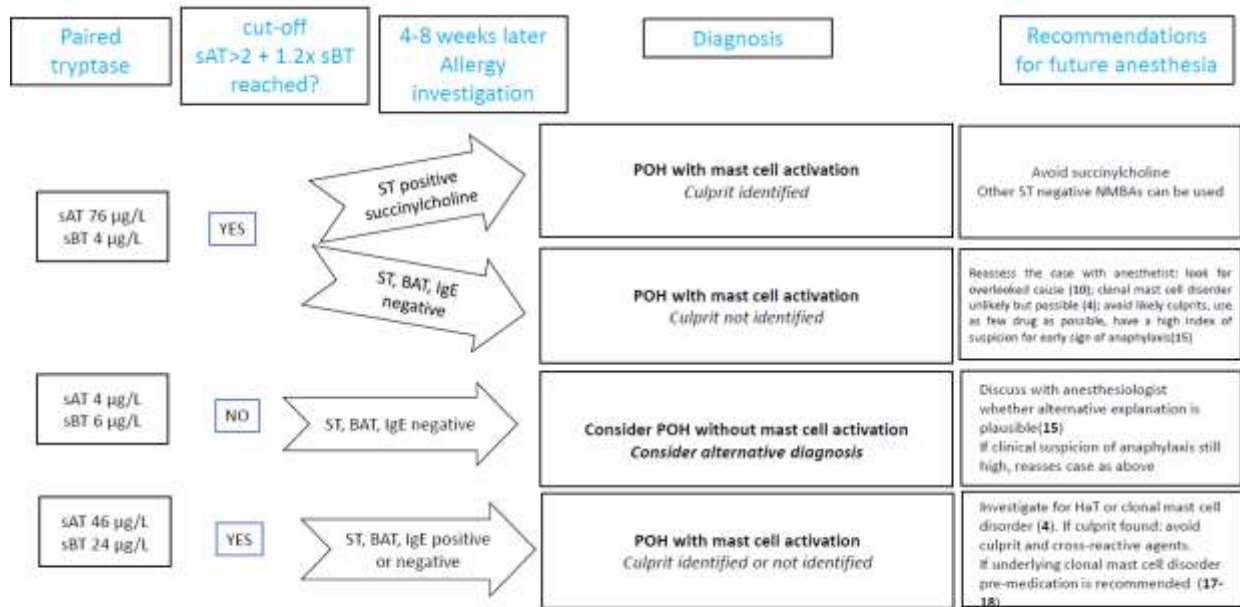 Paired
tryptase
cut-off
sAT>2 + 1.2x sBT
reached?
4-8 weeks later
Allergy
investigation
Diagnosis
Recommendations
for future anesthesia
sAT 76 µg/L
sBT 4 µg/L
YES
ST positive
succinylcholine
POH with mast cell activation
Culprit identified
Avoid succinylcholine
Other ST negative NMBAs can be used
ST, BAT, IgE
negative
POH with mast cell activation
Culprit not identified
Reassess the case with anesthetist: look for
overlooked cause (10); clonal mast cell disorder
unlikely but possible (4); avoid likely culprits, use
as few drug as possible, have a high index of
suspicion for early sign of anaphylaxis(15)
sAT 4 µg/L
sBT 6 µg/L
NO
ST, BAT, IgE negative
Consider POH without mast cell activation
Consider alternative diagnosis
Discuss with anesthesiologist
whether alternative explanation is
plausible(15)
If clinical suspicion of anaphylaxis still
high, reasses case as above
sAT 46 µg/L
sBT 24 µg/L
YES
ST, BAT, IgE positive
or negative
POH with mast cell activation
Culprit identified or not identified
Investigate for HaT or clonal mast cell
disorder (4). If culprit found: avoid
culprit and cross-reactive agents.
If underlying clonal mast cell disorder
pre-medication is recommended (17-
18)